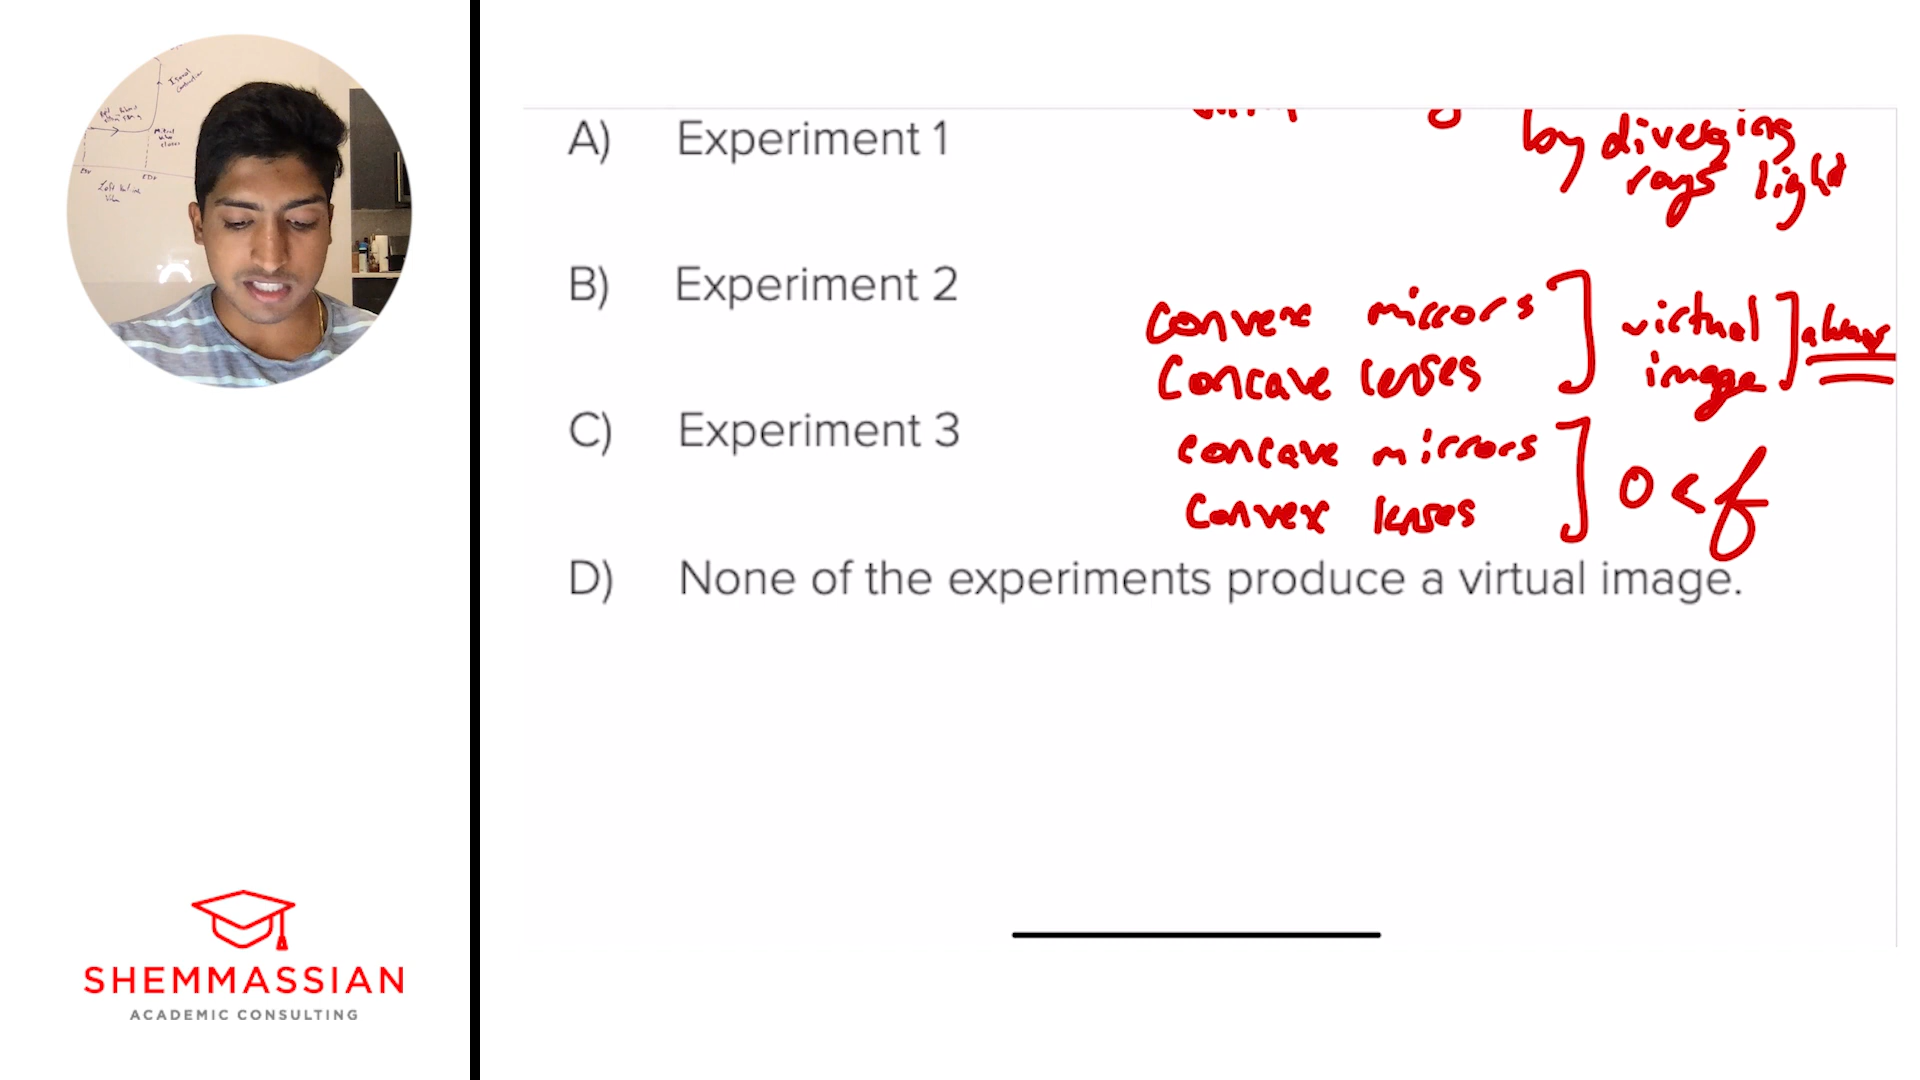 A) Experiment 1
by diverging
rays light
B) Experiment 2
convex mirrors
virtual
always
Concave lenses
image
C) Experiment 3
concave mirrors
o < f
Convex lenses
D) None of the experiments produce a virtual image.
SHEMMASSIAN
ACADEMIC CONSULTING